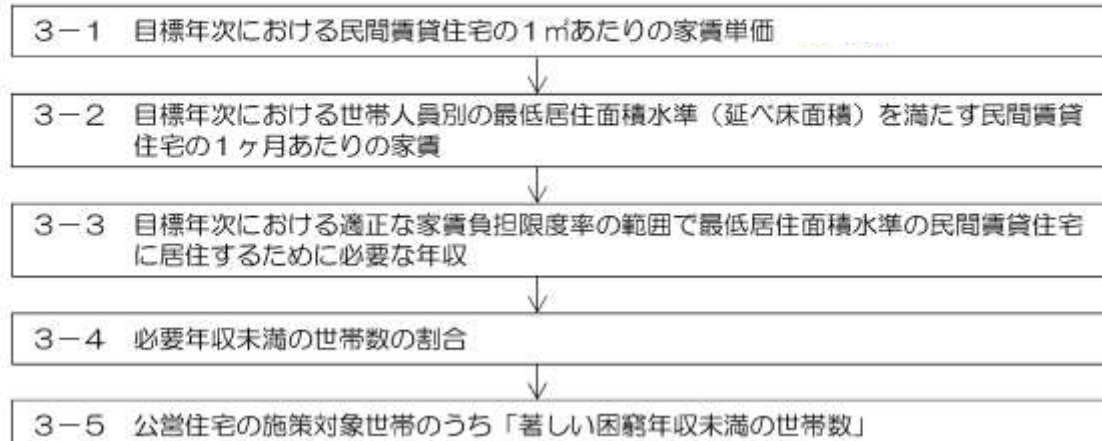 3－1 目標年次における民間賃貸住宅の1㎡あたりの家賃単価
3－2 目標年次における世帯人員別の最低居住面積水準（延べ床面積）を満たす民間賃貸
住宅の1ヶ月あたりの家賃
3－3 目標年次における適正な家賃負担限度率の範囲で最低居住面積水準の民間賃貸住宅
に居住するために必要な年収
3－4 必要年収未満の世帯数の割合
3－5 公営住宅の施策対象世帯のうち「著しい困窮年収未満の世帯数」